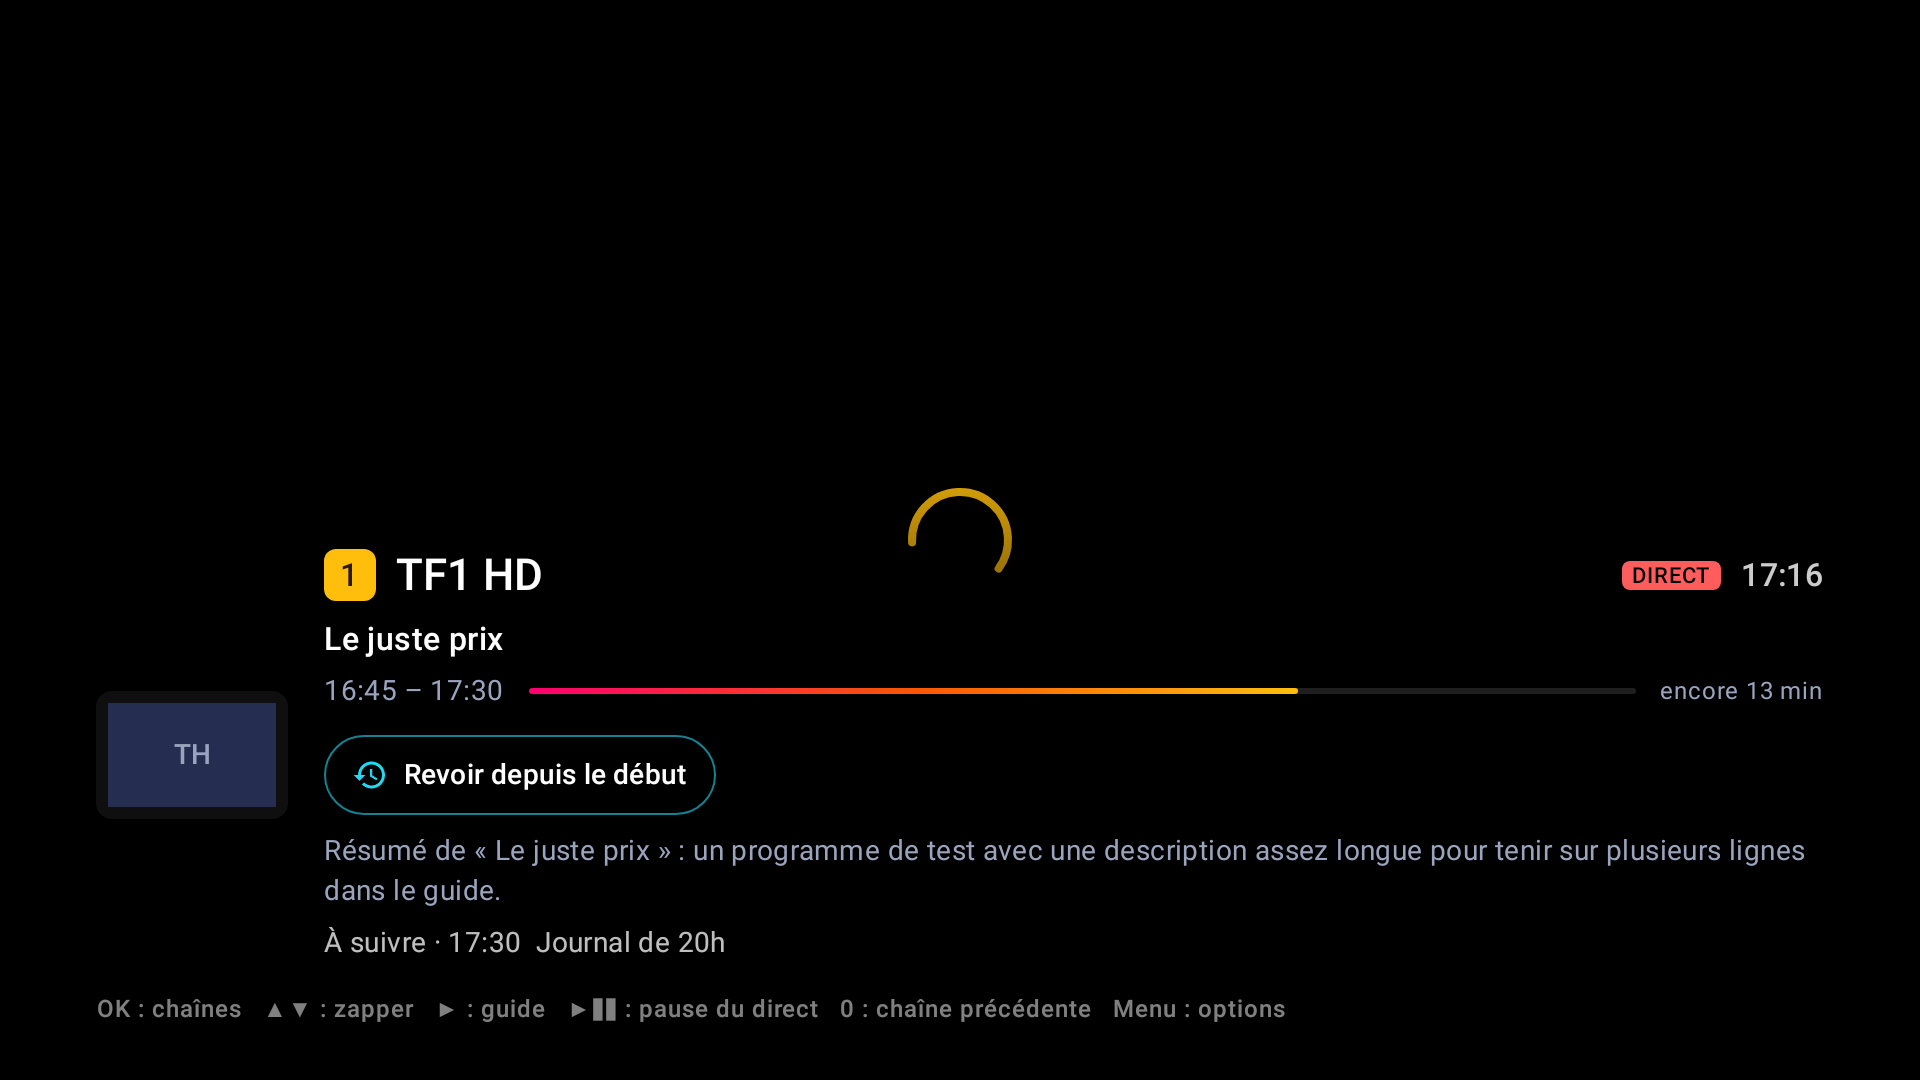 1 TF1 HD
DIRECT 17:16
Le juste prix
16:45 – 17:30
encore 13 min
TH
Revoir depuis le début
Résumé de « Le juste prix » : un programme de test avec une description assez longue pour tenir sur plusieurs lignes
dans le guide.
À suivre · 17:30 Journal de 20h
OK : chaînes ▲▼ : zapper ► : guide ►▮▮ : pause du direct 0 : chaîne précédente Menu : options